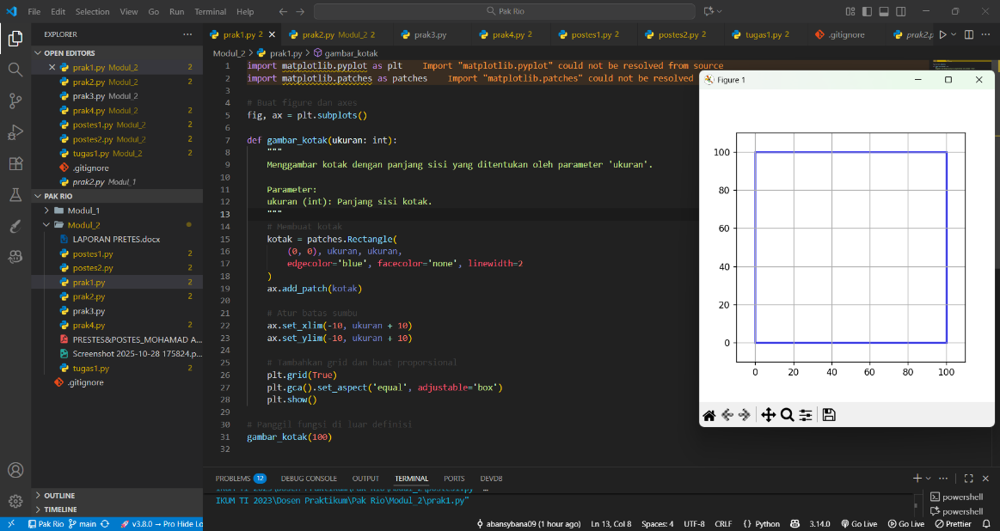 File Edit Selection View Go Run Terminal Help
Pak Rio
EXPLORER
OPEN EDITORS
prak1.py Modul_2 2
prak2.py Modul_2 2
prak3.py Modul_2
prak4.py Modul_2 2
postes1.py Modul_2 2
postes2.py Modul_2 2
tugas1.py Modul_2 2
.gitignore
prak2.py Modul_1
PAK RIO
Modul_1
Modul_2
LAPORAN PRETES.docx
postes1.py 2
postes2.py 2
prak1.py 2
prak2.py 2
prak3.py
prak4.py 2
PRESTES&POSTES_MOHAMAD A...
Screenshot 2025-10-28 175824.p...
tugas1.py 2
.gitignore
OUTLINE
TIMELINE
prak1.py 2
prak2.py Modul_2 2
prak3.py
prak4.py 2
postes1.py 2
postes2.py 2
tugas1.py 2
.gitignore
prak2.p
Modul_2 > prak1.py > gambar_kotak
1 import matplotlib.pyplot as plt Import "matplotlib.pyplot" could not be resolved from source
2 import matplotlib.patches as patches Import "matplotlib.patches" could not be resolved
3
4 # Buat figure dan axes
5 fig, ax = plt.subplots()
6
7 def gambar_kotak(ukuran: int):
8 """
9 Menggambar kotak dengan panjang sisi yang ditentukan oleh parameter 'ukuran'.
10
11 Parameter:
12 ukuran (int): Panjang sisi kotak.
13 """
14 # Membuat kotak
15 kotak = patches.Rectangle(
16 (0, 0), ukuran, ukuran,
17 edgecolor='blue', facecolor='none', linewidth=2
18 )
19 ax.add_patch(kotak)
20
21 # Atur batas sumbu
22 ax.set_xlim(-10, ukuran + 10)
23 ax.set_ylim(-10, ukuran + 10)
24
25 # Tambahkan grid dan buat proporsional
26 plt.grid(True)
27 plt.gca().set_aspect('equal', adjustable='box')
28 plt.show()
29
30 # Panggil fungsi di luar definisi
31 gambar_kotak(100)
32
Figure 1
100
80
60
40
20
0
0 20 40 60 80 100
PROBLEMS 12 DEBUG CONSOLE OUTPUT TERMINAL PORTS DEVDB
IKUM TI 2023\Dosen Praktikum\Pak Rio\Modul_2\prak1.py"
powershell
powershell
Pak Rio main v3.8.0 → Pro Hide Lo
abansybana09 (1 hour ago) Ln 13, Col 8 Spaces: 4 UTF-8 CRLF {} Python 3.14.0 Go Live Go Live Prettier